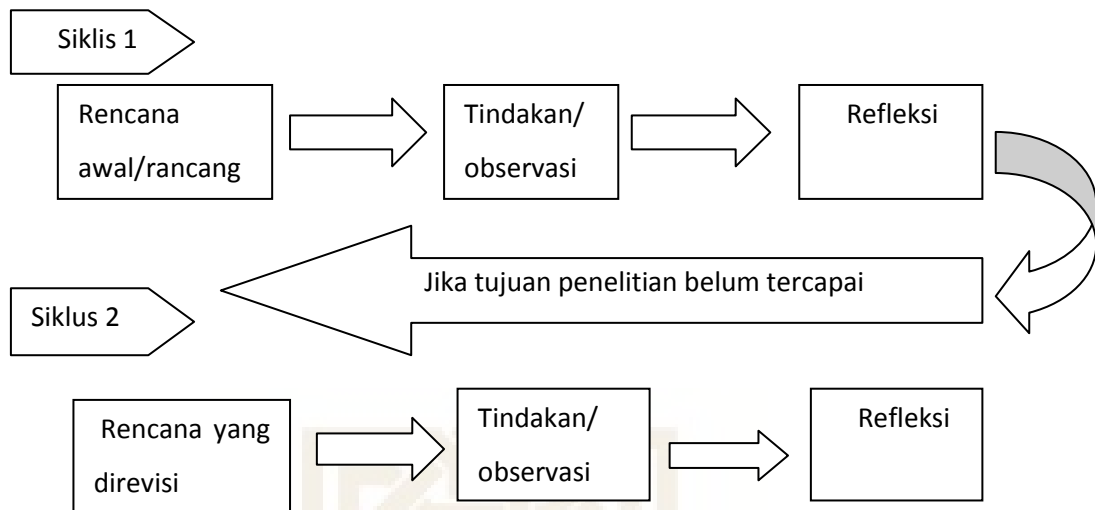 Siklis 1
Rencana
awal/rancang
Tindakan/
observasi
Refleksi
Jika tujuan penelitian belum tercapai
Siklus 2
Rencana yang
direvisi
Tindakan/
observasi
Refleksi